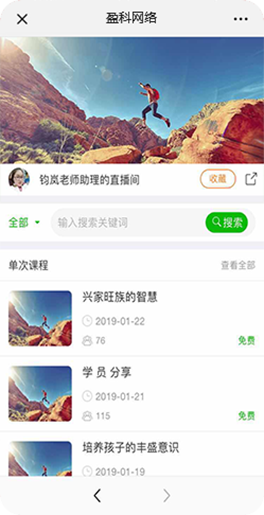 盈科网络
钧岚老师助理的直播间
收藏
全部
输入搜索关键词
搜索
单次课程
查看全部
兴家旺族的智慧
2019-01-22
76
免费
学 员 分享
2019-01-21
115
免费
培养孩子的丰盛意识
2019-01-19